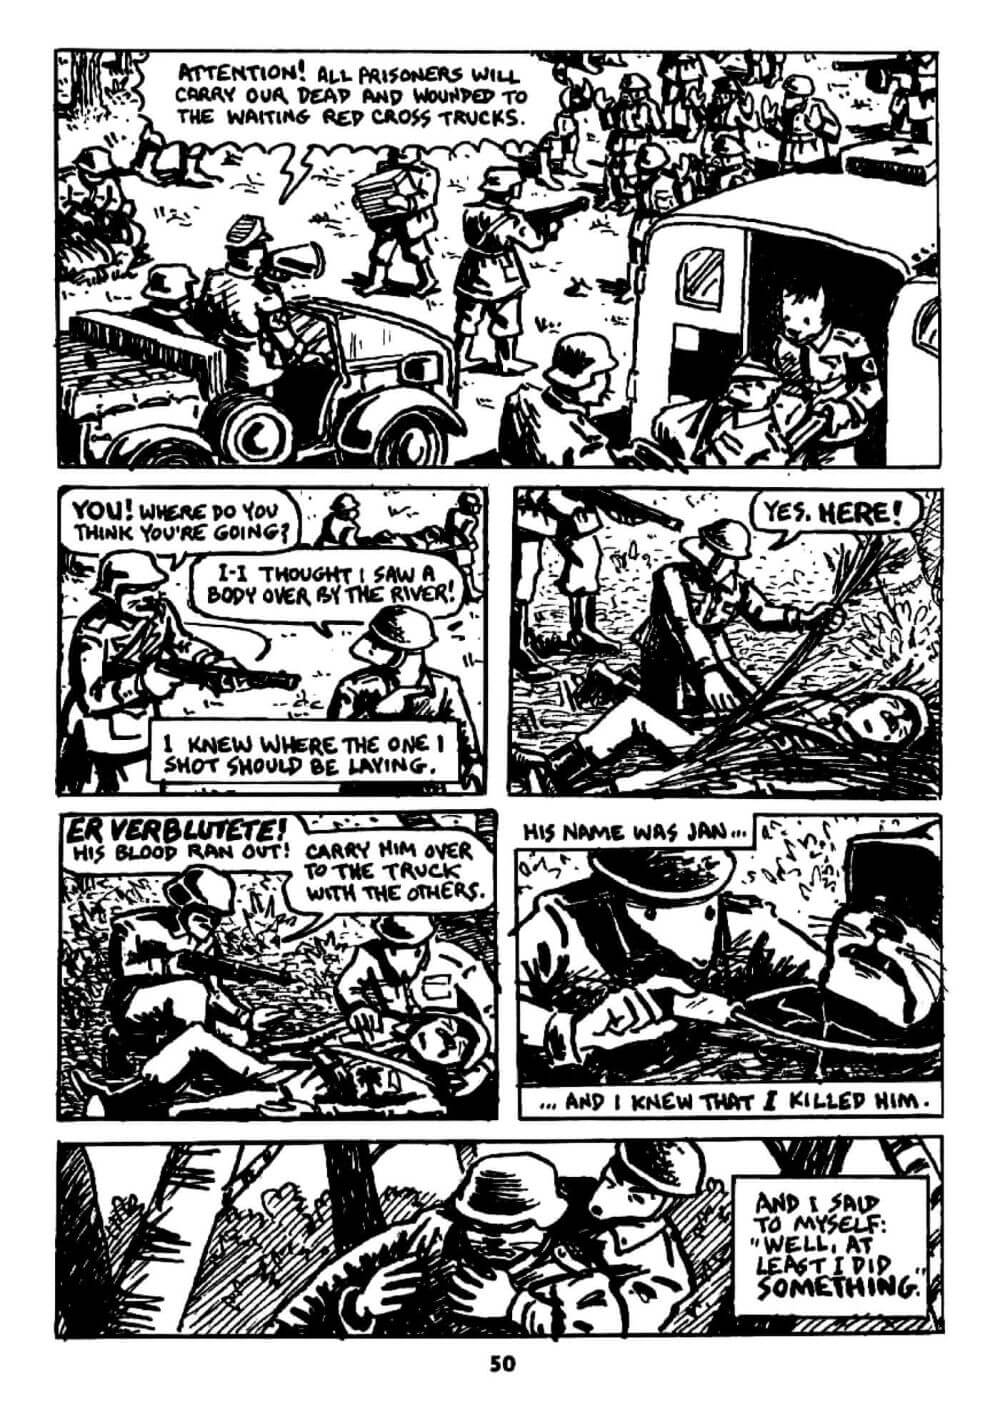 ATTENTION! ALL PRISONERS WILL
CARRY OUR DEAD AND WOUNDED TO
THE WAITING RED CROSS TRUCKS.
YOU! WHERE DO YOU
THINK YOU'RE GOING?
I-I THOUGHT I SAW A
BODY OVER BY THE RIVER!
I KNEW WHERE THE ONE I
SHOT SHOULD BE LAYING.
YES, HERE!
ER VERBLUTETE!
HIS BLOOD RAN OUT!
CARRY HIM OVER
TO THE TRUCK
WITH THE OTHERS.
HIS NAME WAS JAN...
... AND I KNEW THAT I KILLED HIM.
AND I SAID
TO MYSELF:
"WELL, AT
LEAST I DID
SOMETHING."
50